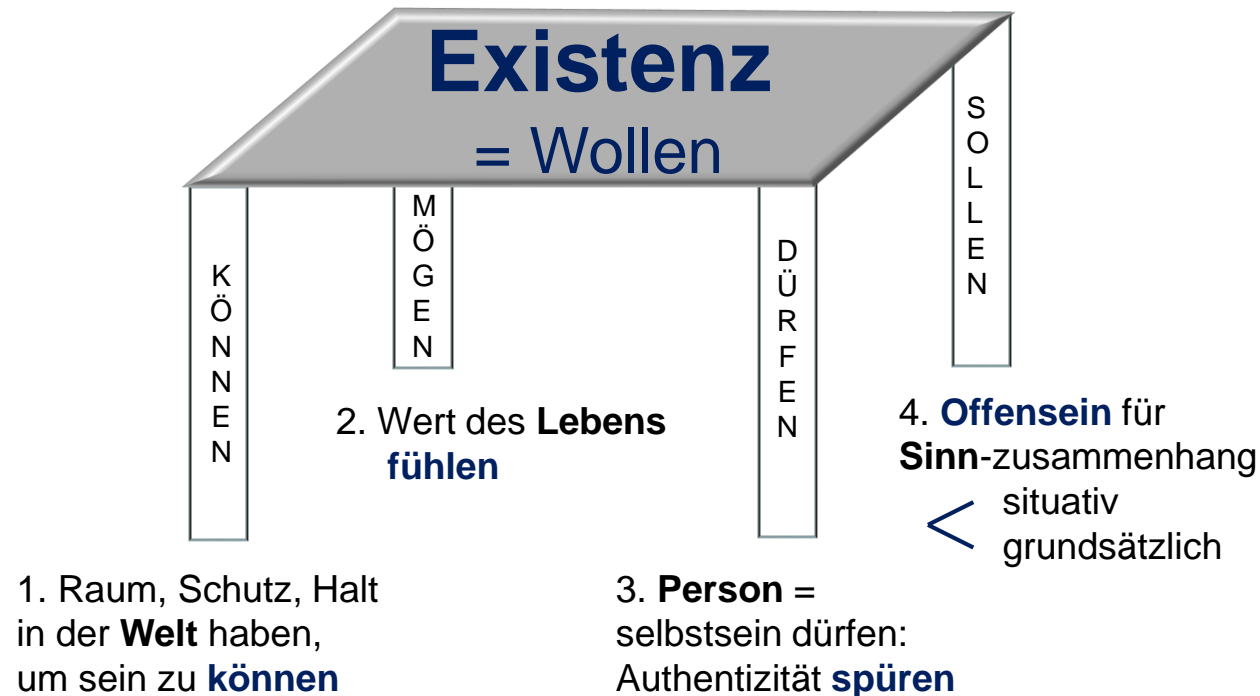 Existenz
= Wollen
KÖNNEN
MÖGEN
DÜRFEN
SOLLEN
1. Raum, Schutz, Halt
in der Welt haben,
um sein zu können
2. Wert des Lebens
fühlen
3. Person =
selbstsein dürfen:
Authentizität spüren
4. Offensein für
Sinn-zusammenhang
situativ
grundsätzlich